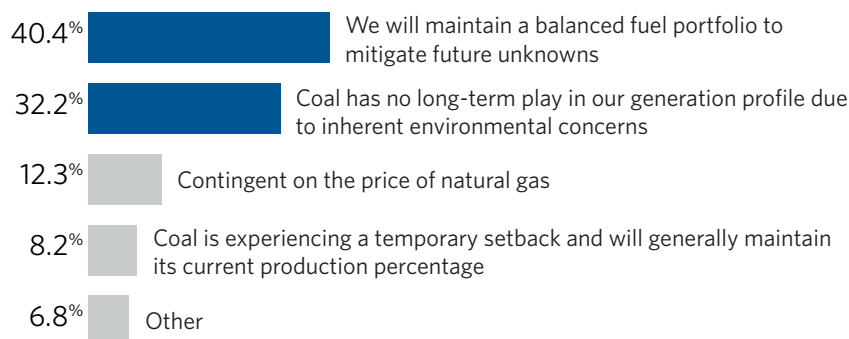 40.4% We will maintain a balanced fuel portfolio to
mitigate future unknowns
32.2% Coal has no long-term play in our generation profile due
to inherent environmental concerns
12.3% Contingent on the price of natural gas
8.2% Coal is experiencing a temporary setback and will generally maintain
its current production percentage
6.8% Other